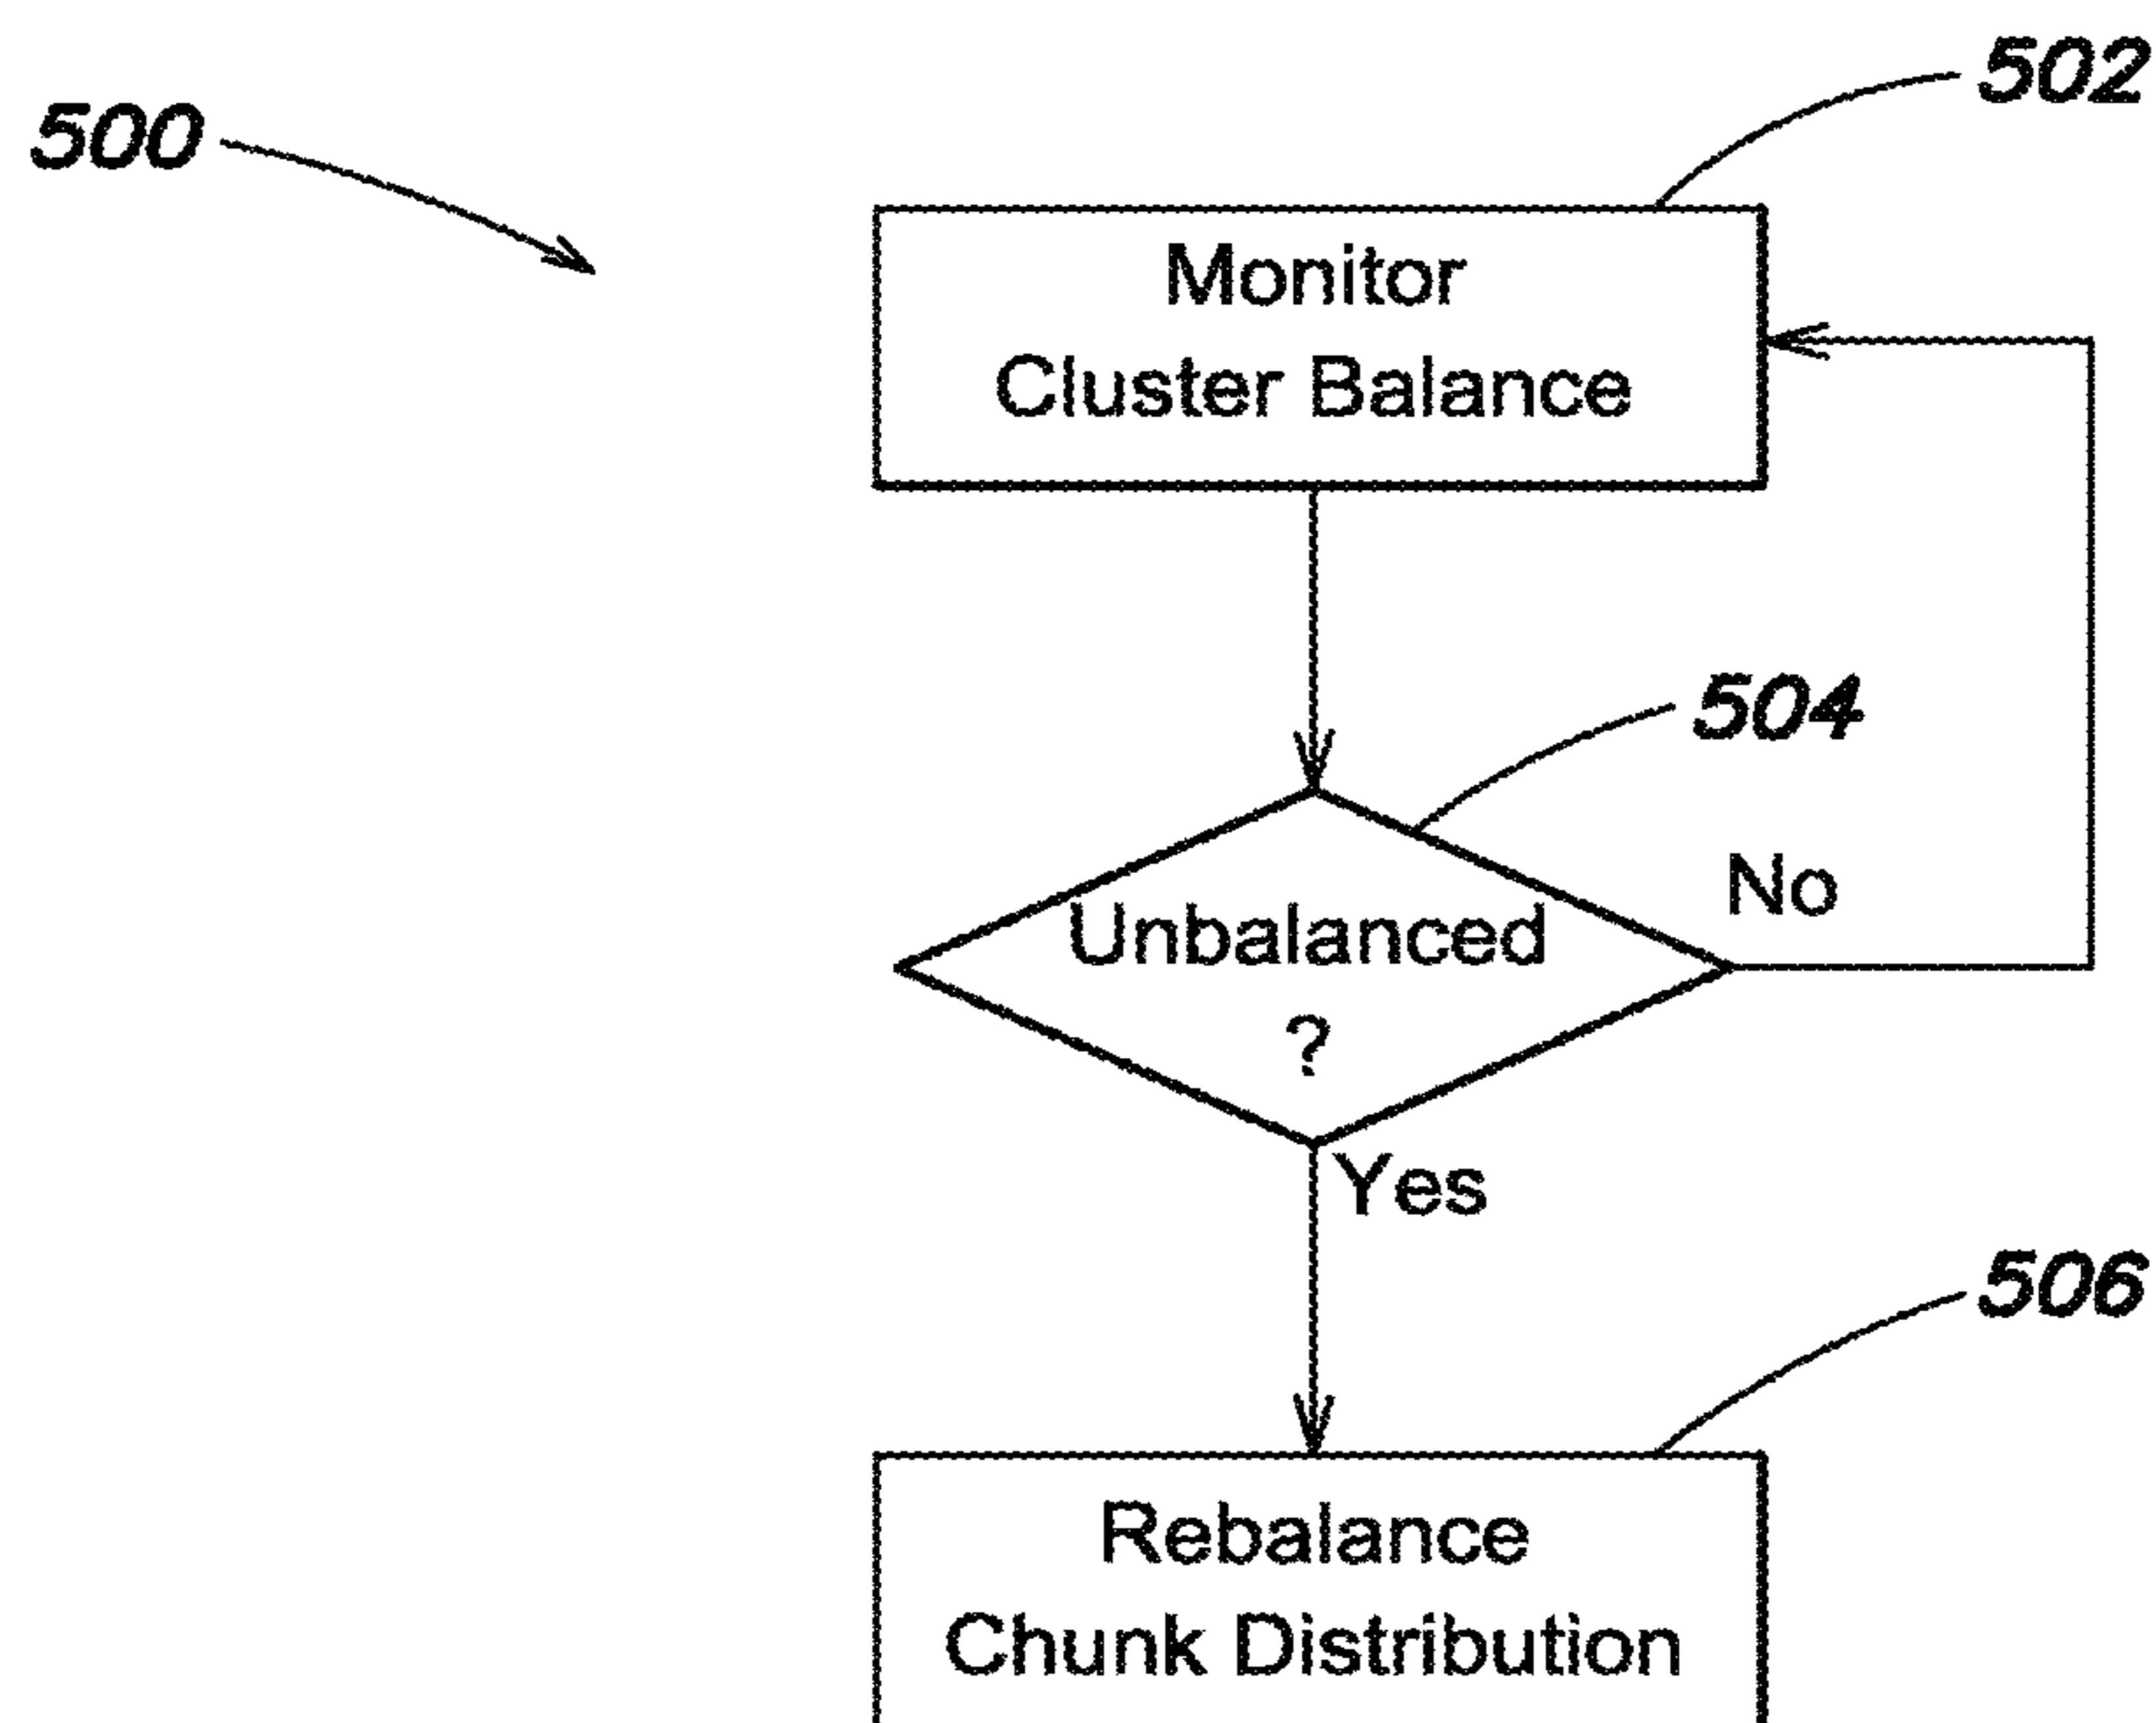 502
500
Monitor
Cluster Balance
504
No
Unbalanced
?
Yes
506
Rebalance
Chunk Distribution